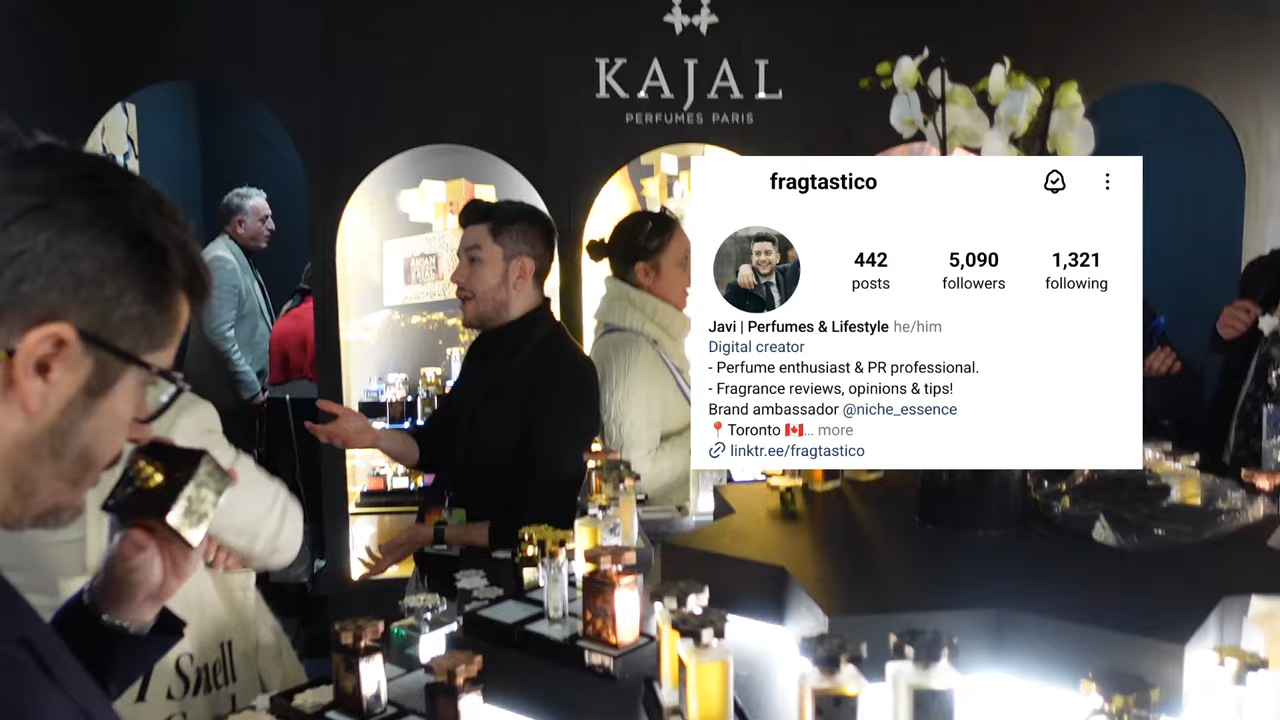 KAJAL
PERFUMES PARIS
fragtastico
442
posts
5,090
followers
1,321
following
Javi | Perfumes & Lifestyle he/him
Digital creator
- Perfume enthusiast & PR professional.
- Fragrance reviews, opinions & tips!
Brand ambassador @niche_essence
📍Toronto 🇨🇦... more
linktr.ee/fragtastico
I Snell